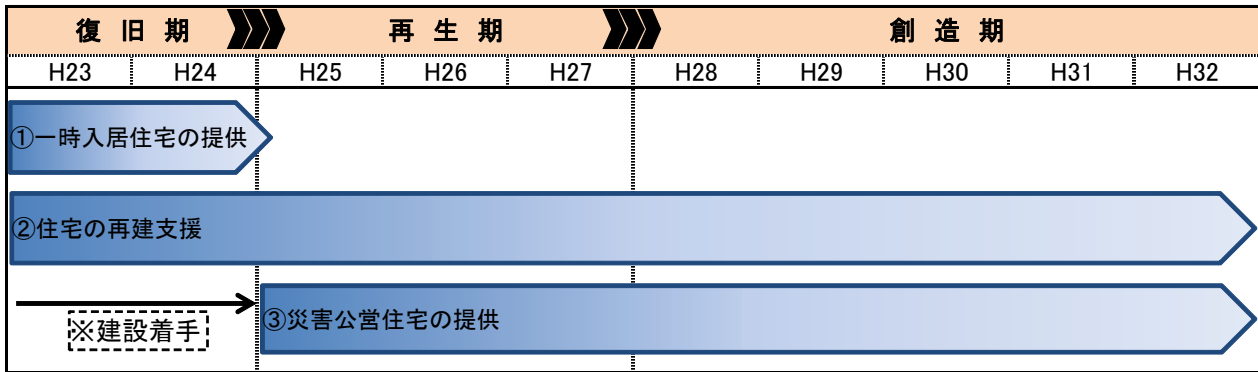 復旧期 再生期 創造期
H23 H24 H25 H26 H27 H28 H29 H30 H31 H32
①一時入居住宅の提供
②住宅の再建支援
③災害公営住宅の提供
※建設着手